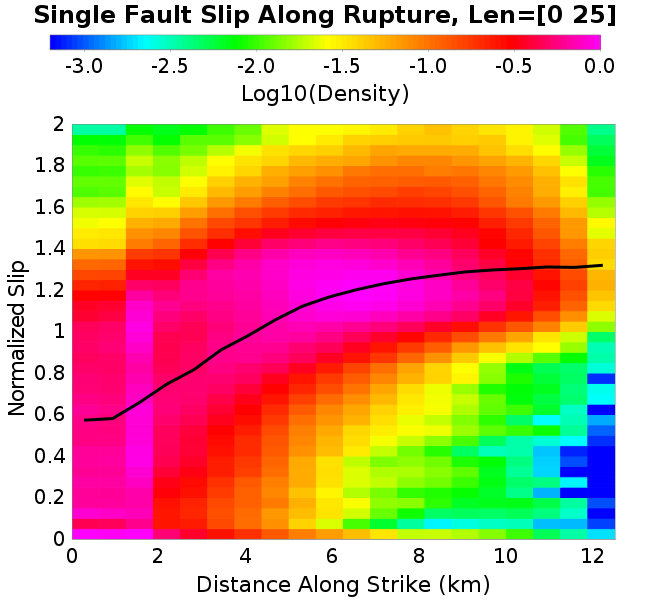 Single Fault Slip Along Rupture, Len=[0 25]
-3.0 -2.5 -2.0 -1.5 -1.0 -0.5 0.0
Log10(Density)
2
1.8
1.6
1.4
1.2
1
0.8
0.6
0.4
0.2
0
Normalized Slip
0 2 4 6 8 10 12
Distance Along Strike (km)